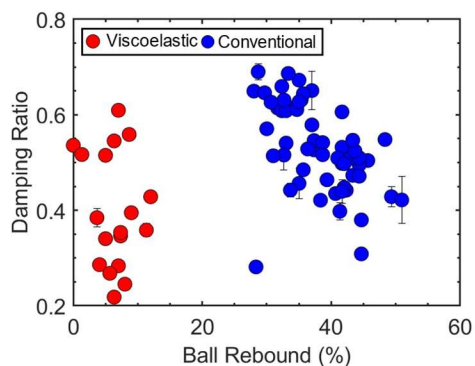 0.8
Viscoelastic Conventional
0.6
0.4
0.2
0 20 40 60
Damping Ratio
Ball Rebound (%)